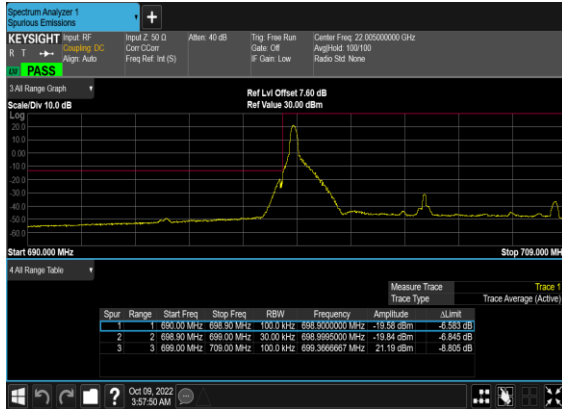 Spectrum Analyzer 1
Spurious Emissions
KEYSIGHT Input: RF Input Z: 50 Ω Atten: 40 dB Trig: Free Run Center Freq: 22.005000000 GHz
R T Coupling: DC Corr CCorr Gate: Off Avg|Hold: 100/100
Align: Auto Freq Ref: Int (S) IF Gain: Low Radio Std: None
PASS
3 All Range Graph
Ref Lvl Offset 7.60 dB
Scale/Div 10.0 dB Ref Value 30.00 dBm
Log
20.0
10.0
0.00
-10.0
-20.0
-30.0
-40.0
-50.0
-60.0
Start 690.000 MHz Stop 709.000 MH
4 All Range Table
Measure Trace Trace 1
Trace Type Trace Average (Active)
Spur Range Start Freq Stop Freq RBW Frequency Amplitude ΔLimit
1 1 690.00 MHz 698.90 MHz 100.0 kHz 698.9000000 MHz -19.58 dBm -6.583 dB
2 2 698.90 MHz 699.00 MHz 30.00 kHz 698.9995000 MHz -19.84 dBm -6.845 dB
3 3 699.00 MHz 709.00 MHz 100.0 kHz 699.3666667 MHz 21.19 dBm -8.805 dB
? Oct 09, 2022
3:57:50 AM